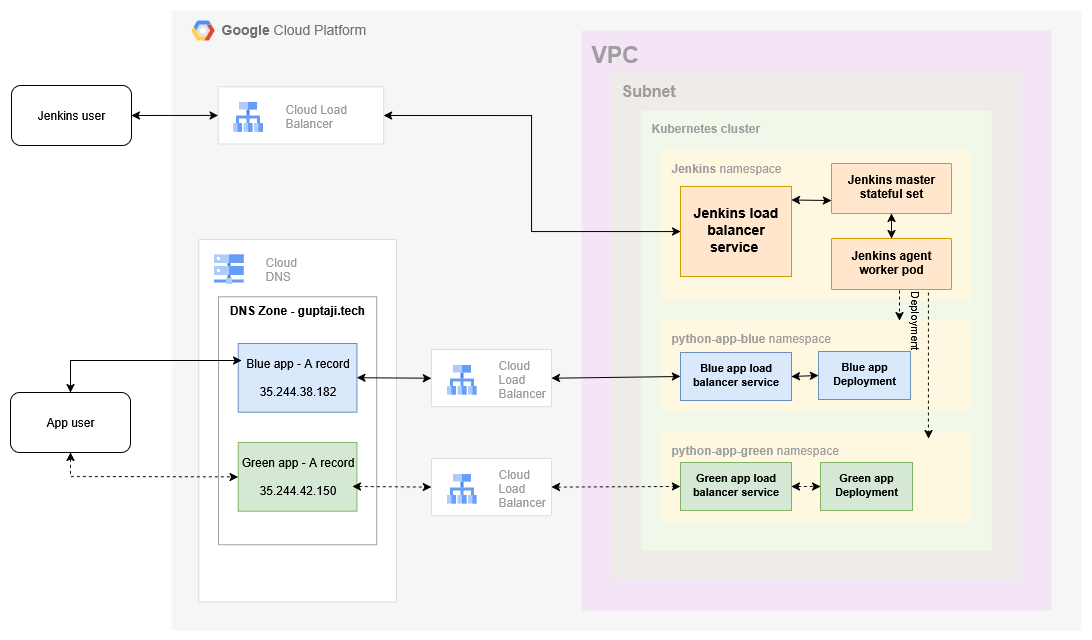 Google Cloud Platform
VPC
Subnet
Kubernetes cluster
Jenkins user
Cloud Load
Balancer
Jenkins namespace
Jenkins load
balancer
service
Jenkins master
stateful set
Jenkins agent
worker pod
Deployment
Cloud
DNS
DNS Zone - guptaji.tech
Blue app - A record
35.244.38.182
Green app - A record
35.244.42.150
App user
Cloud
Load
Balancer
Cloud
Load
Balancer
python-app-blue namespace
Blue app load
balancer service
Blue app
Deployment
python-app-green namespace
Green app load
balancer service
Green app
Deployment